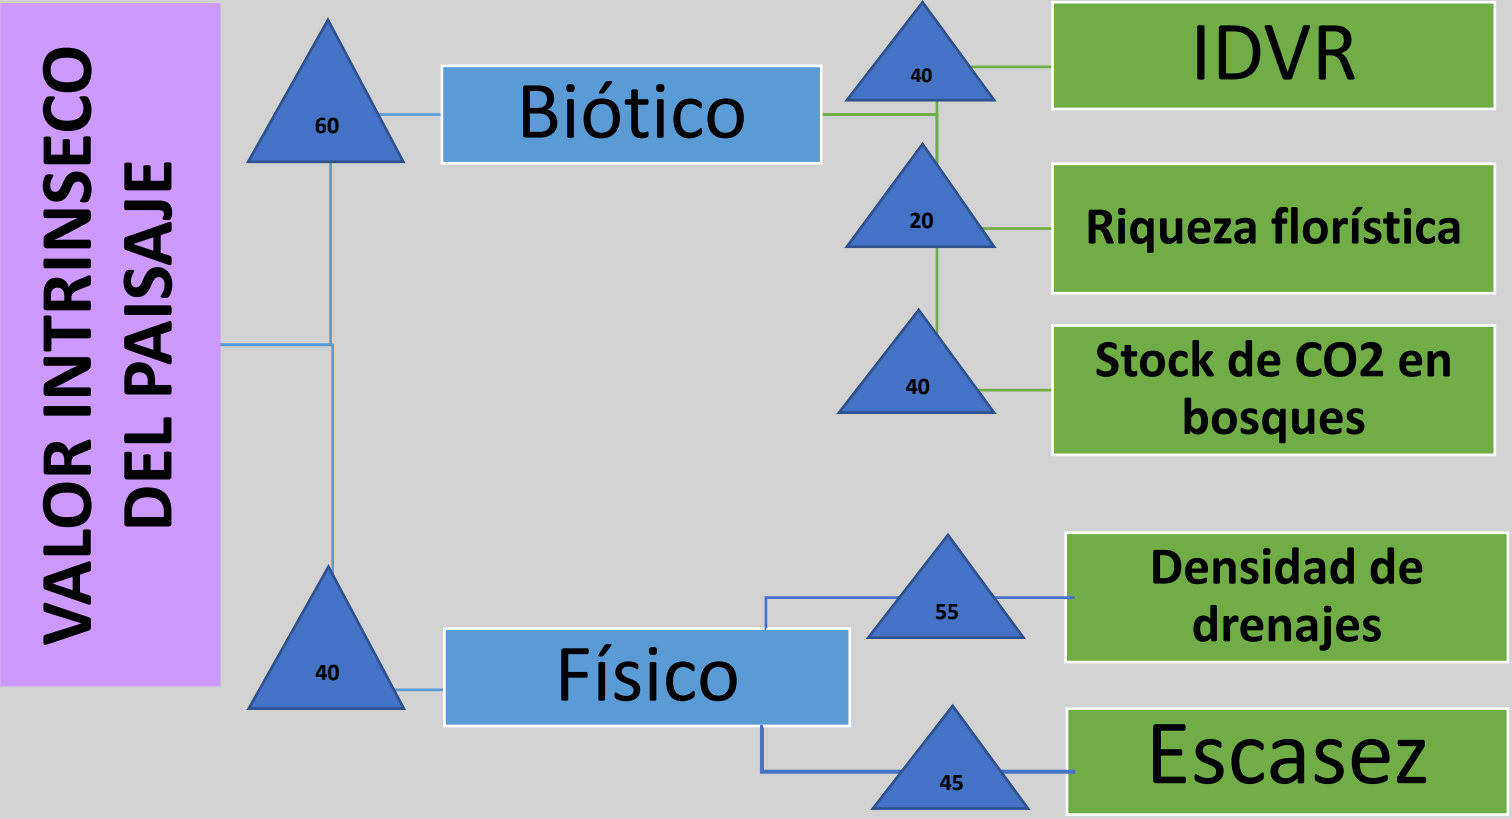 VALOR INTRINSECO
DEL PAISAJE
60
Biótico
40
IDVR
20
Riqueza florística
40
Stock de CO2 en
bosques
40
Físico
55
Densidad de
drenajes
45
Escasez